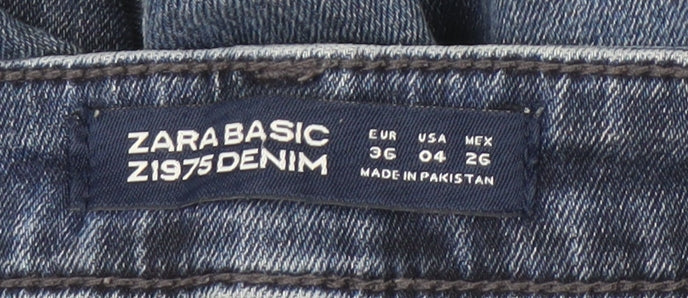 ZARA BASIC
Z1975 DENIM
EUR USA MEX
36 04 26
MADE IN PAKISTAN